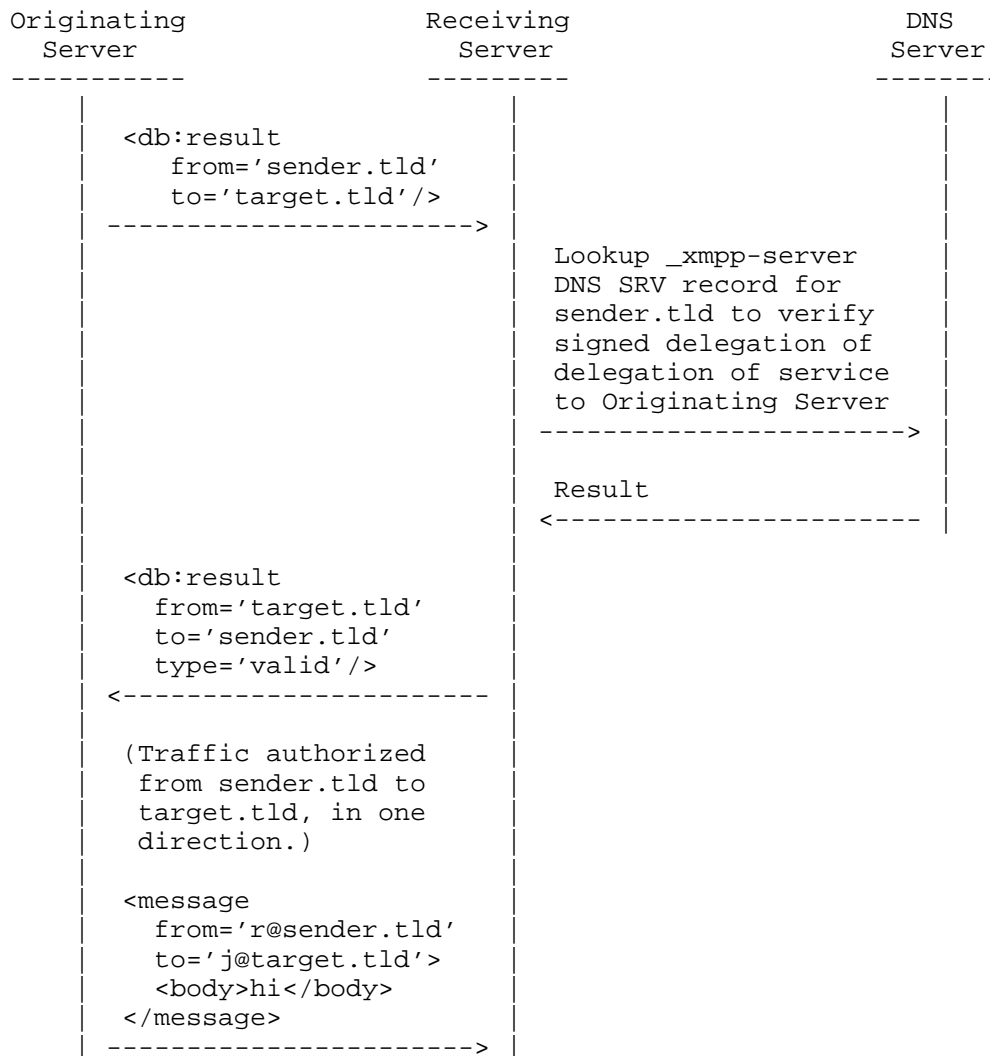 Originating Receiving DNS
Server Server Server
----------- --------- --------
<db:result
from='sender.tld'
to='target.tld'/>
----------------------->
Lookup _xmpp-server
DNS SRV record for
sender.tld to verify
signed delegation of
delegation of service
to Originating Server
----------------------->
Result
<-----------------------
<db:result
from='target.tld'
to='sender.tld'
type='valid'/>
<-----------------------
(Traffic authorized
from sender.tld to
target.tld, in one
direction.)
<message
from='r@sender.tld'
to='j@target.tld'>
<body>hi</body>
</message>
----------------------->